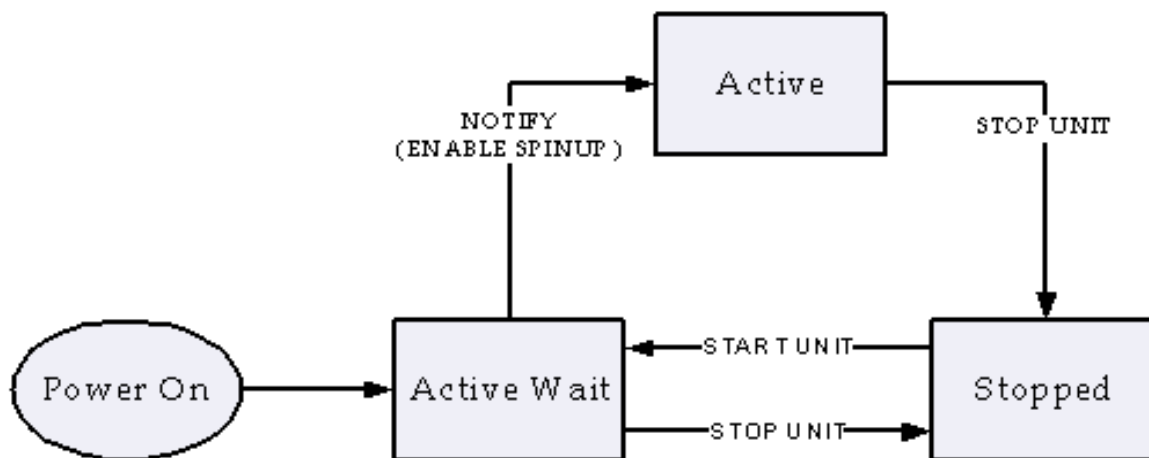 Active
NOTIFY
(ENABLE SPINUP)
STOP UNIT
Power On
Active Wait
START UNIT
STOP UNIT
Stopped